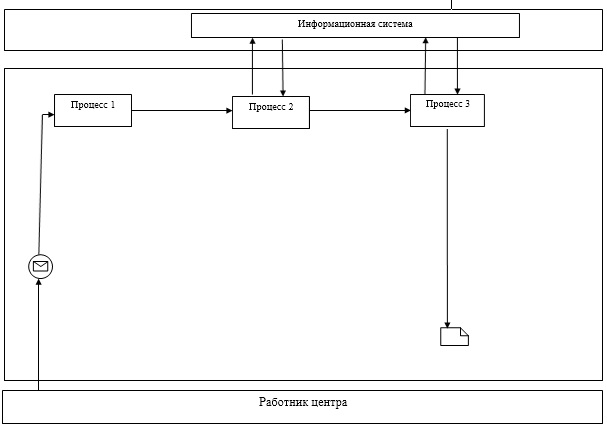 Информационная система
Процесс 1
Процесс 2
Процесс 3
Работник центра